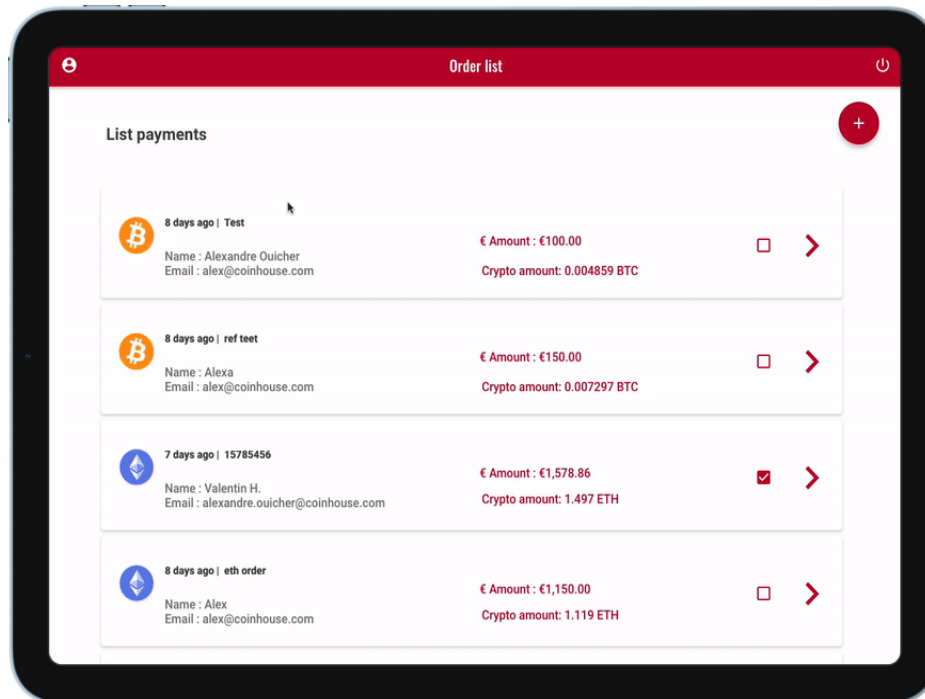 Order list
List payments
+
8 days ago | Test
Name : Alexandre Ouicher
Email : alex@coinhouse.com
€ Amount : €100.00
Crypto amount: 0.004859 BTC
8 days ago | ref teet
Name : Alexa
Email : alex@coinhouse.com
€ Amount : €150.00
Crypto amount: 0.007297 BTC
7 days ago | 15785456
Name : Valentin H.
Email : alexandre.ouicher@coinhouse.com
€ Amount : €1,578.86
Crypto amount: 1.497 ETH
8 days ago | eth order
Name : Alex
Email : alex@coinhouse.com
€ Amount : €1,150.00
Crypto amount: 1.119 ETH